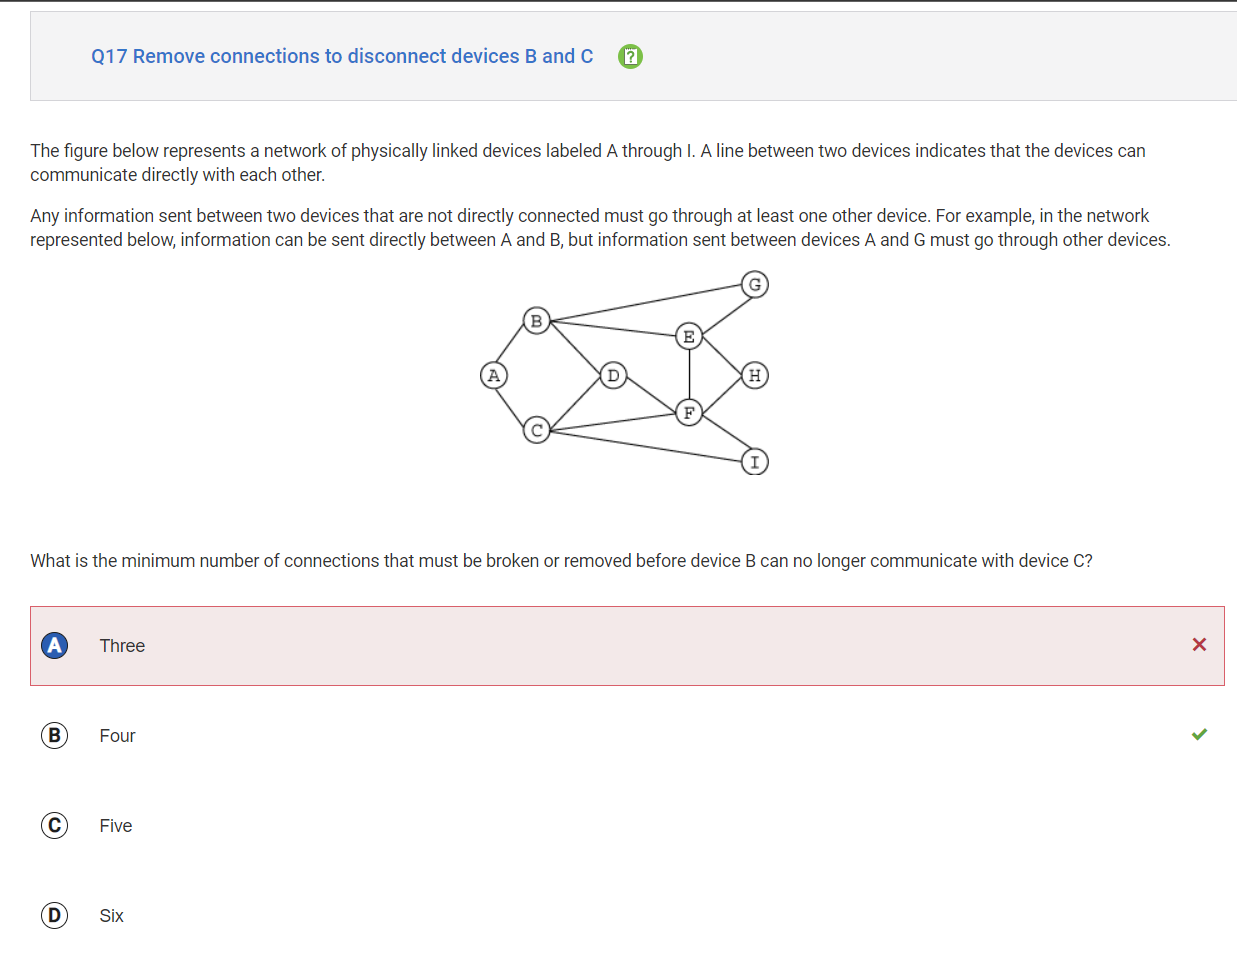 Q17 Remove connections to disconnect devices B and C ?
The figure below represents a network of physically linked devices labeled A through I. A line between two devices indicates that the devices can
communicate directly with each other.
Any information sent between two devices that are not directly connected must go through at least one other device. For example, in the network
represented below, information can be sent directly between A and B, but information sent between devices A and G must go through other devices.
G
B
E
A
D
H
F
C
I
What is the minimum number of connections that must be broken or removed before device B can no longer communicate with device C?
A Three
B Four
C Five
D Six